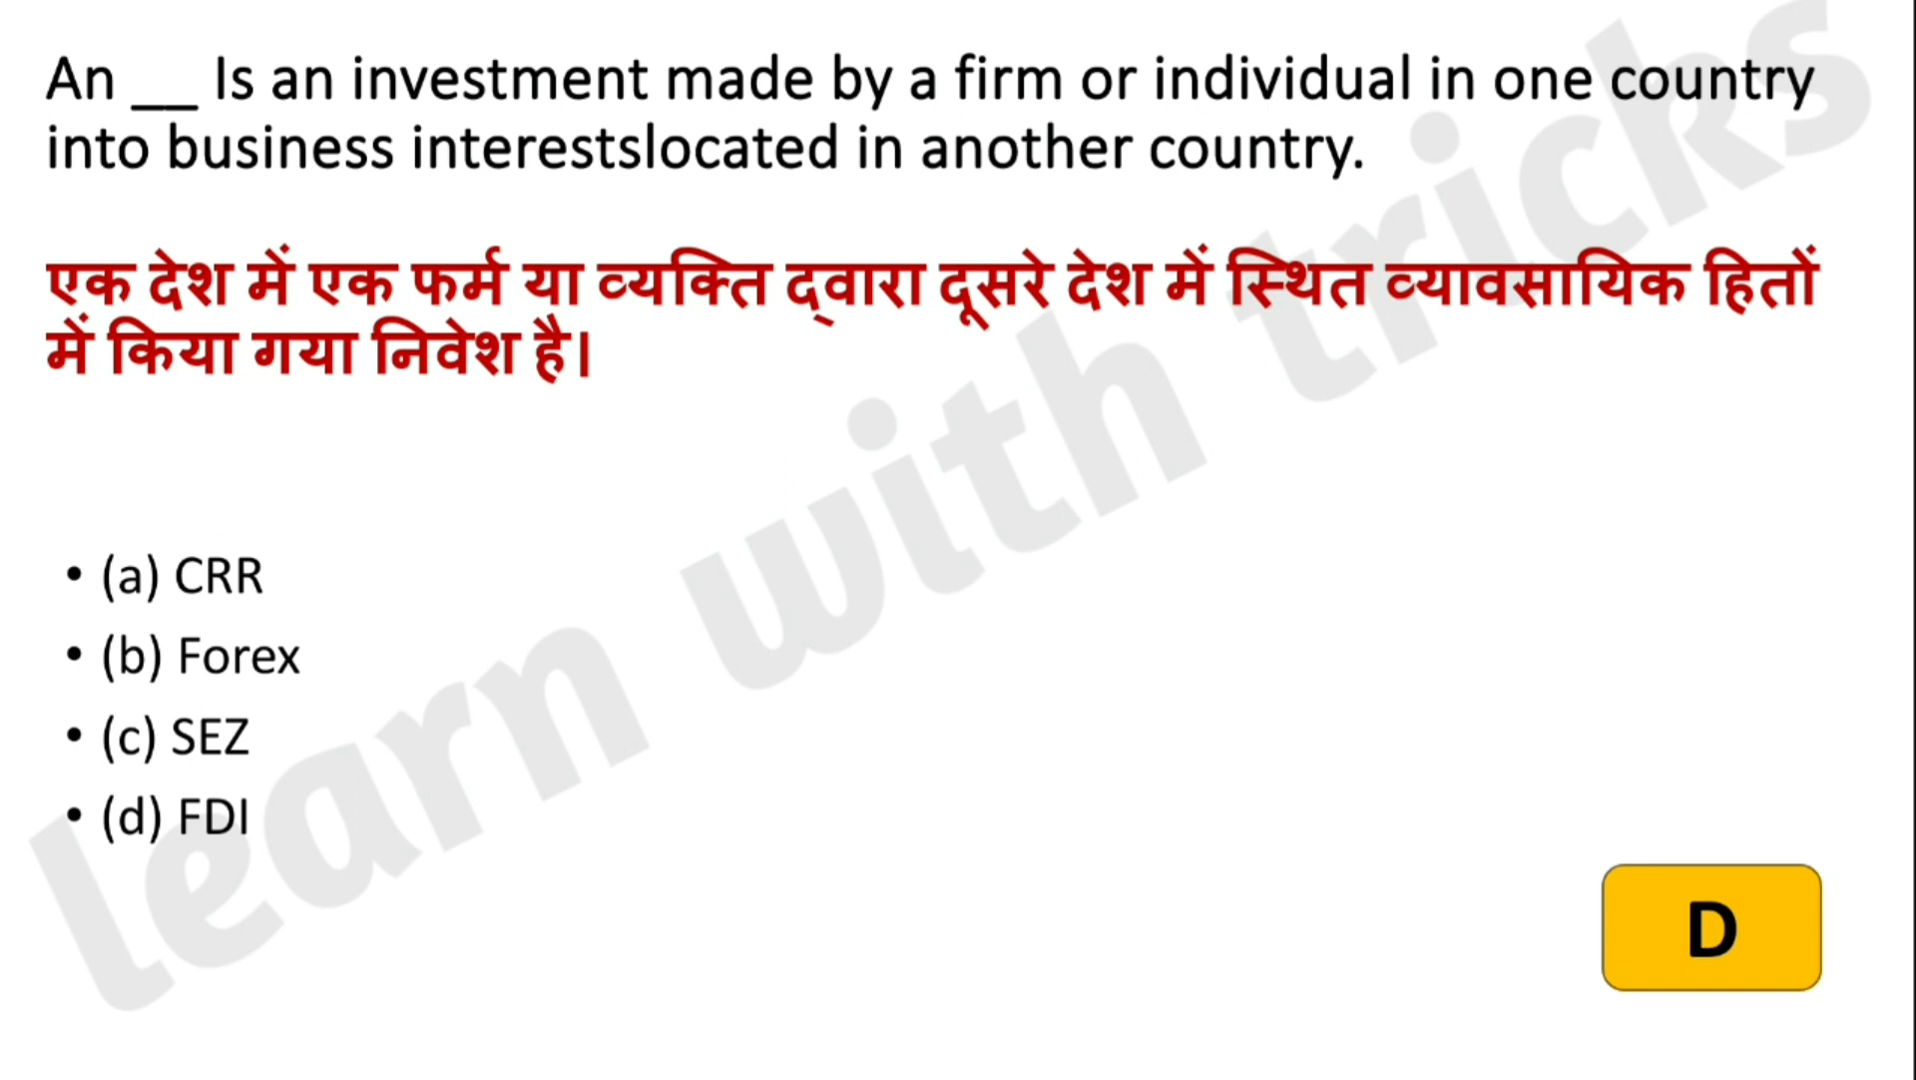 An __ Is an investment made by a firm or individual in one country
into business interestslocated in another country.
एक देश में एक फर्म या व्यक्ति द्वारा दूसरे देश में स्थित व्यावसायिक हितों
में किया गया निवेश है।
• (a) CRR
• (b) Forex
• (c) SEZ
• (d) FDI
D
learn with tricks